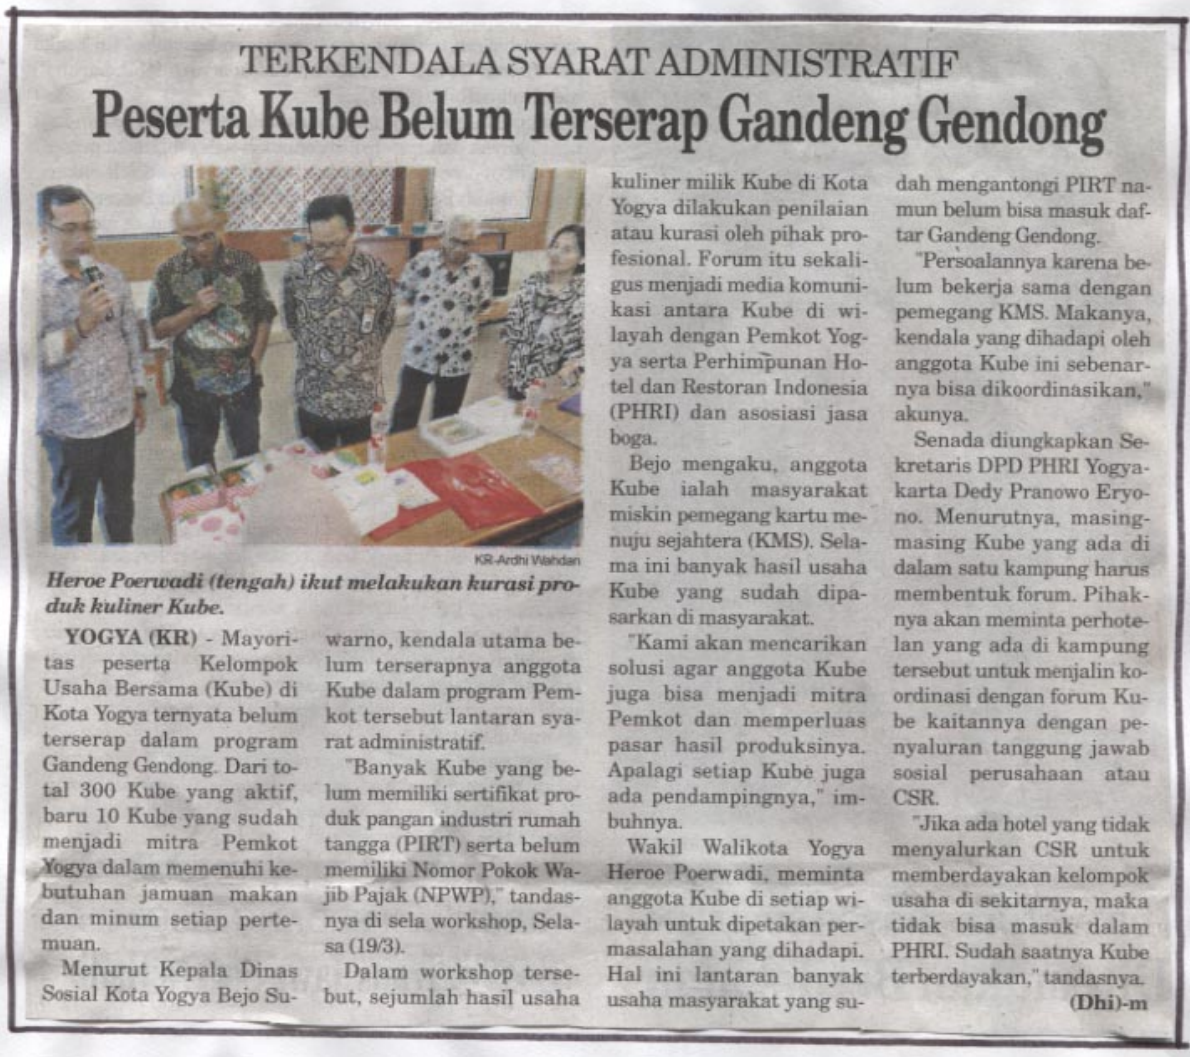 TERKENDALA SYARAT ADMINISTRATIF
Peserta Kube Belum Terserap Gandeng Gendong
KR-Ardhi Wahdan
Heroe Poerwadi (tengah) ikut melakukan kurasi pro-
duk kuliner Kube.
YOGYA (KR) - Mayori-
tas peserta Kelompok
Usaha Bersama (Kube) di
Kota Yogya ternyata belum
terserap dalam program
Gandeng Gendong. Dari to-
tal 300 Kube yang aktif,
baru 10 Kube yang sudah
menjadi mitra Pemkot
Yogya dalam memenuhi ke-
butuhan jamuan makan
dan minum setiap perte-
muan.
Menurut Kepala Dinas
Sosial Kota Yogya Bejo Su-
warno, kendala utama be-
lum terserapnya anggota
Kube dalam program Pem-
kot tersebut lantaran sya-
rat administratif.
"Banyak Kube yang be-
lum memiliki sertifikat pro-
duk pangan industri rumah
tangga (PIRT) serta belum
memiliki Nomor Pokok Wa-
jib Pajak (NPWP)," tandas-
nya di sela workshop, Sela-
sa (19/3).
Dalam workshop terse-
but, sejumlah hasil usaha
kuliner milik Kube di Kota
Yogya dilakukan penilaian
atau kurasi oleh pihak pro-
fesional. Forum itu sekali-
gus menjadi media komuni-
kasi antara Kube di wi-
layah dengan Pemkot Yog-
ya serta Perhimpunan Ho-
tel dan Restoran Indonesia
(PHRI) dan asosiasi jasa
boga.
Bejo mengaku, anggota
Kube ialah masyarakat
miskin pemegang kartu me-
nuju sejahtera (KMS). Sela-
ma ini banyak hasil usaha
Kube yang sudah dipa-
sarkan di masyarakat.
"Kami akan mencarikan
solusi agar anggota Kube
juga bisa menjadi mitra
Pemkot dan memperluas
pasar hasil produksinya.
Apalagi setiap Kube juga
ada pendampingnya," im-
buhnya.
Wakil Walikota Yogya
Heroe Poerwadi, meminta
anggota Kube di setiap wi-
layah untuk dipetakan per-
masalahan yang dihadapi.
Hal ini lantaran banyak
usaha masyarakat yang su-
dah mengantongi PIRT na-
mun belum bisa masuk daf-
tar Gandeng Gendong.
"Persoalannya karena be-
lum bekerja sama dengan
pemegang KMS. Makanya,
kendala yang dihadapi oleh
anggota Kube ini sebenar-
nya bisa dikoordinasikan,"
akunya.
Senada diungkapkan Se-
kretaris DPD PHRI Yogya-
karta Dedy Pranowo Eryo-
no. Menurutnya, masing-
masing Kube yang ada di
dalam satu kampung harus
membentuk forum. Pihak-
nya akan meminta perhote-
lan yang ada di kampung
tersebut untuk menjalin ko-
ordinasi dengan forum Ku-
be kaitannya dengan pe-
nyaluran tanggung jawab
sosial perusahaan atau
CSR.
"Jika ada hotel yang tidak
menyalurkan CSR untuk
memberdayakan kelompok
usaha di sekitarnya, maka
tidak bisa masuk dalam
PHRI. Sudah saatnya Kube
terberdayakan," tandasnya.
(Dhi)-m